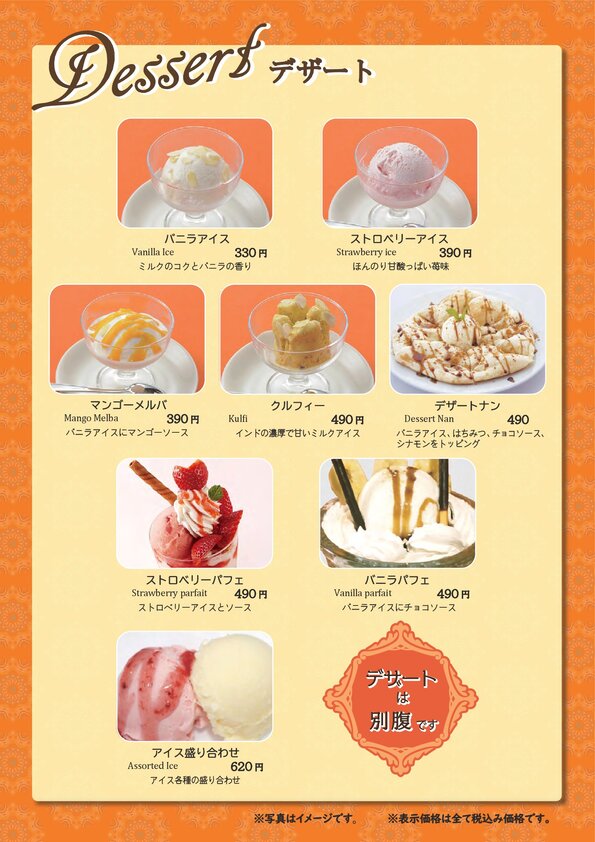 Dessert デザート
バニラアイス
Vanilla Ice 330円
ミルクのコクとバニラの香り
ストロベリーアイス
Strawberry ice 390円
ほんのり甘酸っぱい苺味
マンゴーメルバ
Mango Melba 390円
バニラアイスにマンゴーソース
クルフィー
Kulfi 490円
インドの濃厚で甘いミルクアイス
デザートナン
Dessert Nan 490
バニラアイス、はちみつ、チョコソース、
シナモンをトッピング
ストロベリーパフェ
Strawberry parfait 490円
ストロベリーアイスとソース
バニラパフェ
Vanilla parfait 490円
バニラアイスにチョコソース
アイス盛り合わせ
Assorted Ice 620円
アイス各種の盛り合わせ
デザート
は
別腹です
※写真はイメージです。 ※表示価格は全て税込み価格です。